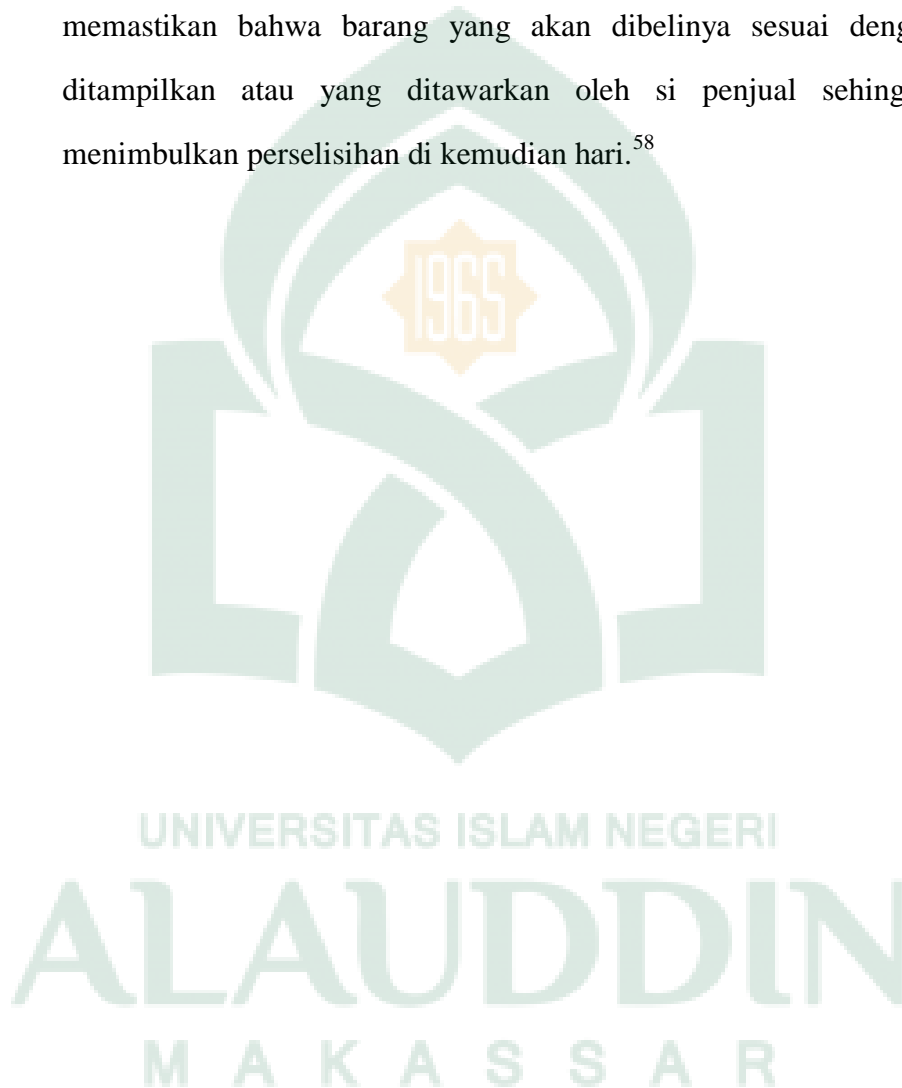 memastikan bahwa barang yang akan dibelinya sesuai deng
ditampilkan atau yang ditawarkan oleh si penjual sehing
menimbulkan perselisihan di kemudian hari.58
1965
UNIVERSITAS ISLAM NEGERI
ALAUDDIN
MAKASSAR